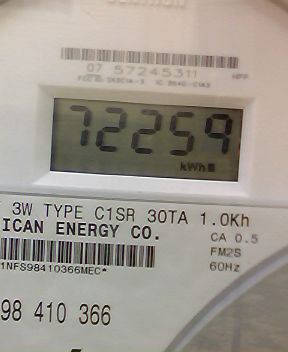 07 57245311
72259
kWh
3W TYPE C1SR 30TA 1.0Kh
ICAN ENERGY CO.
CA 0.5
FM2S
60Hz
1NFS98410366MEC*
98 410 366